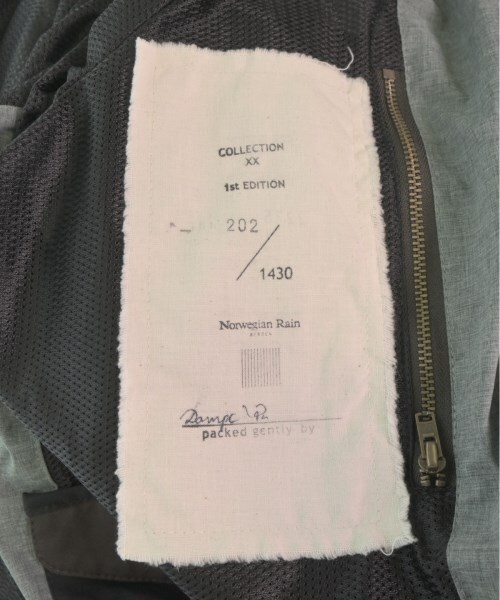 COLLECTION
XX
1st EDITION
202
/
1430
Norwegian Rain
packed gently by